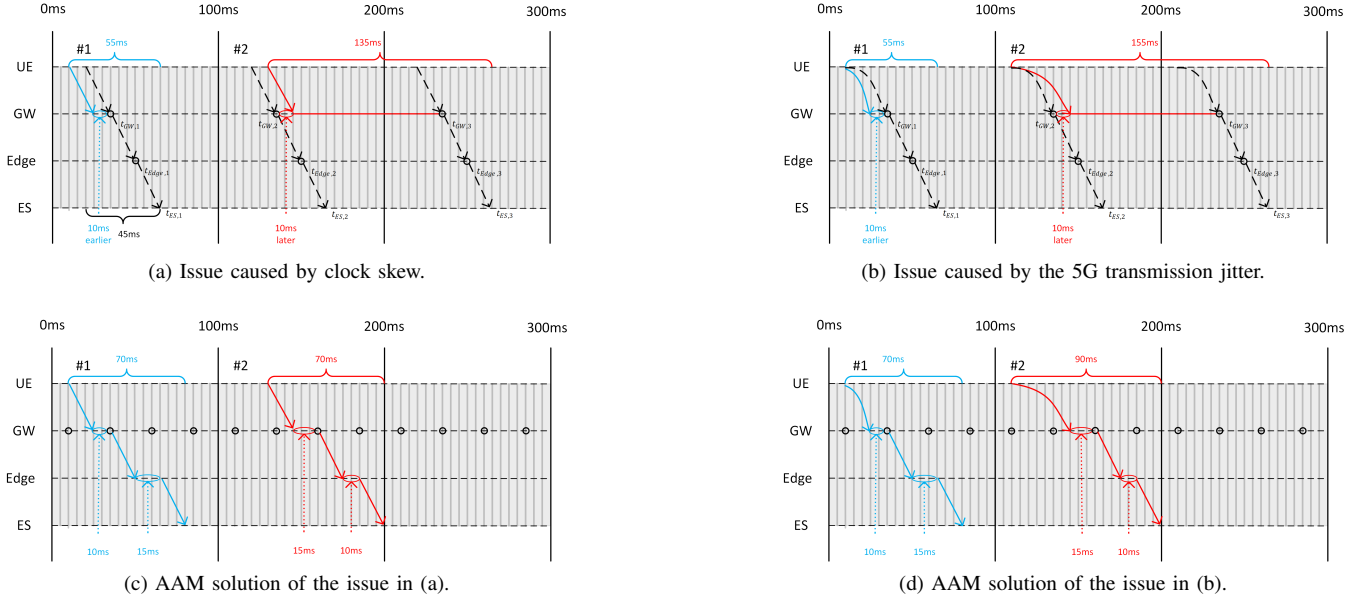 0ms 100ms 200ms 300ms
#1 55ms #2 135ms
UE
GW
t_GW,1 t_GW,2 t_GW,3
Edge
t_Edge,1 t_Edge,2 t_Edge,3
ES
t_ES,1 t_ES,2 t_ES,3
10ms 45ms 10ms
earlier later
(a) Issue caused by clock skew.
0ms 100ms 200ms 300ms
#1 55ms #2 155ms
UE
GW
t_GW,1 t_GW,2 t_GW,3
Edge
t_Edge,1 t_Edge,2 t_Edge,3
ES
t_ES,1 t_ES,2 t_ES,3
10ms 10ms
earlier later
(b) Issue caused by the 5G transmission jitter.
0ms 100ms 200ms 300ms
#1 70ms #2 70ms
UE
GW
Edge
ES
10ms 15ms 15ms 10ms
(c) AAM solution of the issue in (a).
0ms 100ms 200ms 300ms
#1 70ms #2 90ms
UE
GW
Edge
ES
10ms 15ms 15ms 10ms
(d) AAM solution of the issue in (b).